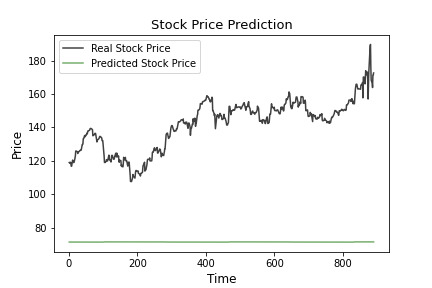 Stock Price Prediction
Real Stock Price
Predicted Stock Price
180
160
140
120
100
80
Price
0 200 400 600 800
Time